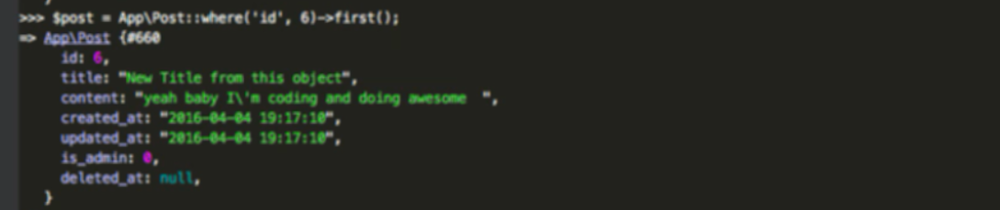 >>> $post = App\Post::where('id', 6)->first();
=> App\Post {#660
id: 6,
title: "New Title from this object",
content: "yeah baby I\'m coding and doing awesome  ",
created_at: "2016-04-04 19:17:10",
updated_at: "2016-04-04 19:17:10",
is_admin: 0,
deleted_at: null,
}